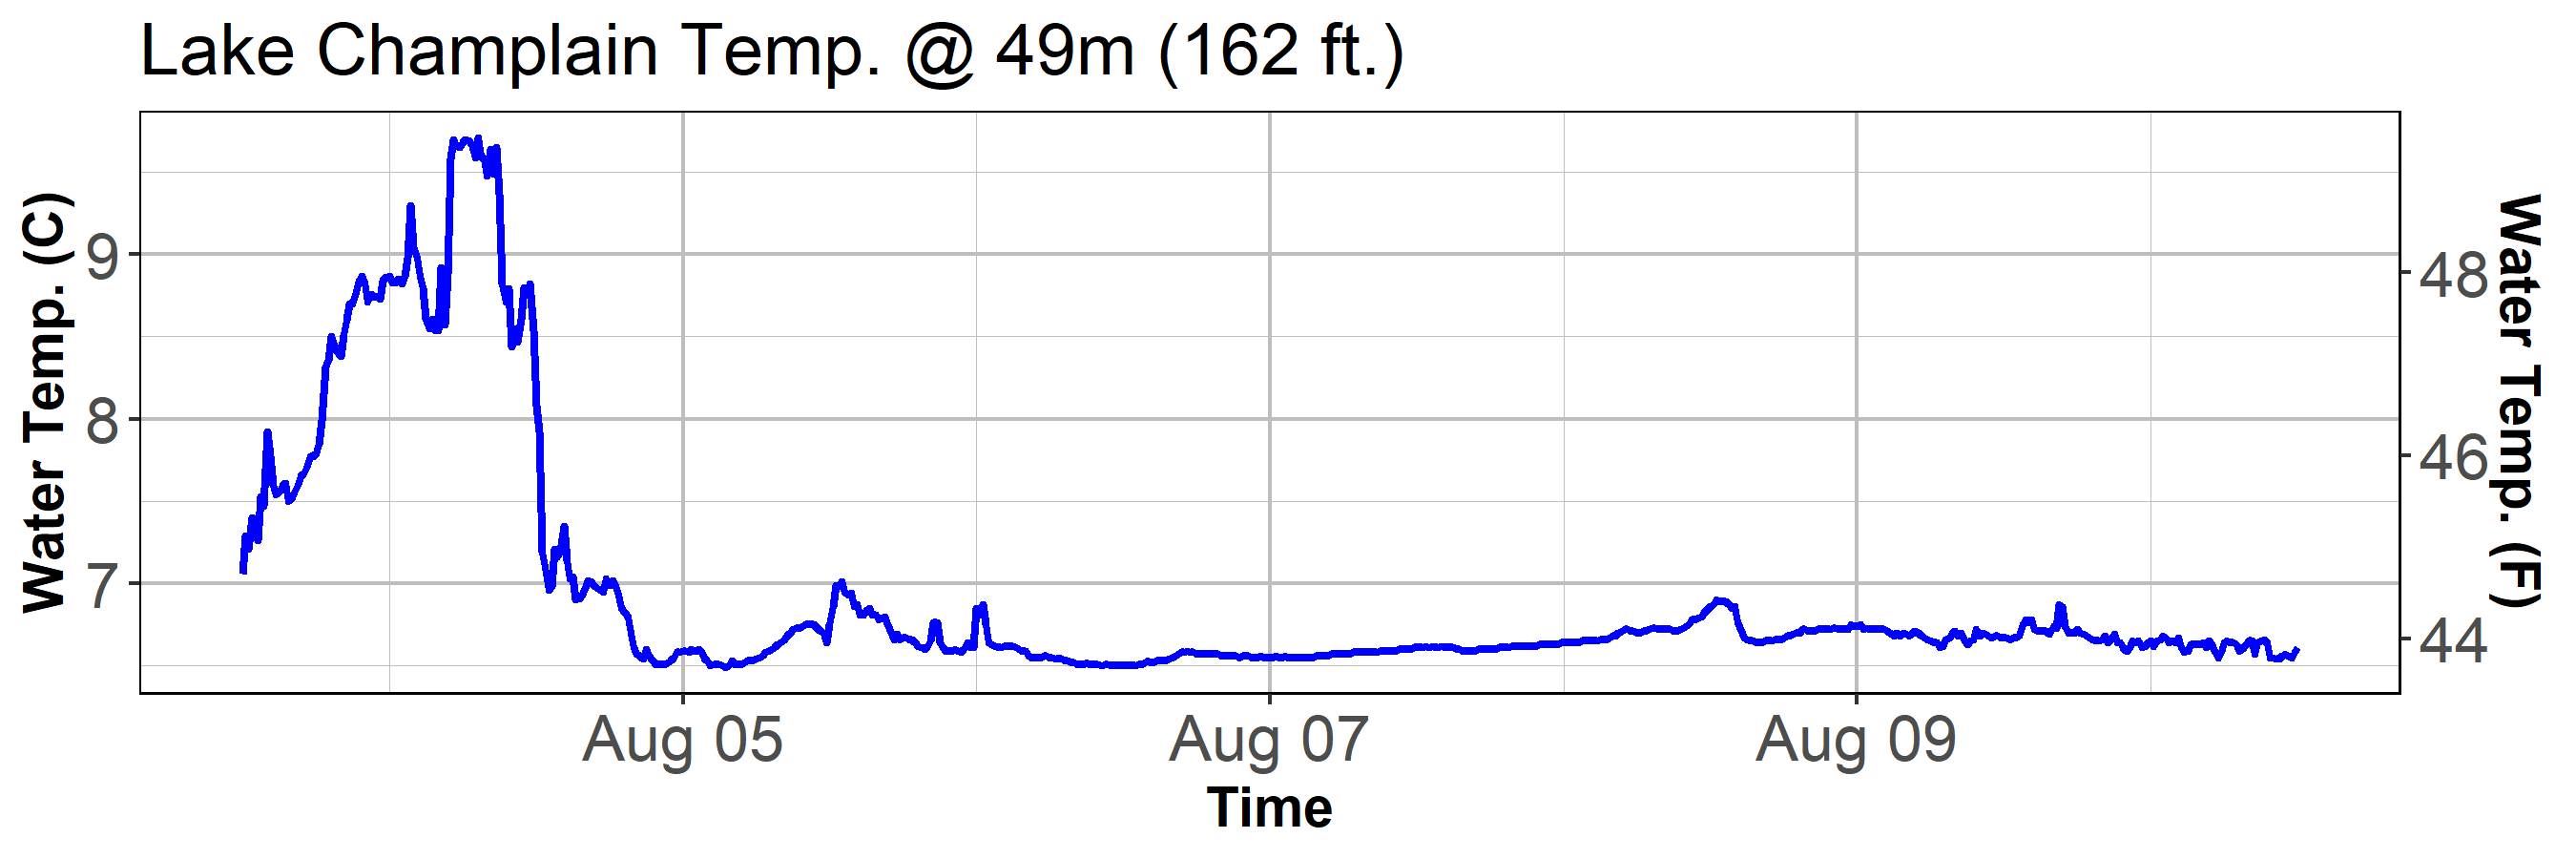 Lake Champlain Temp. @ 49m (162 ft.)
Water Temp. (C)
9
8
7
48
46
44
Water Temp. (F)
Aug 05
Aug 07
Aug 09
Time